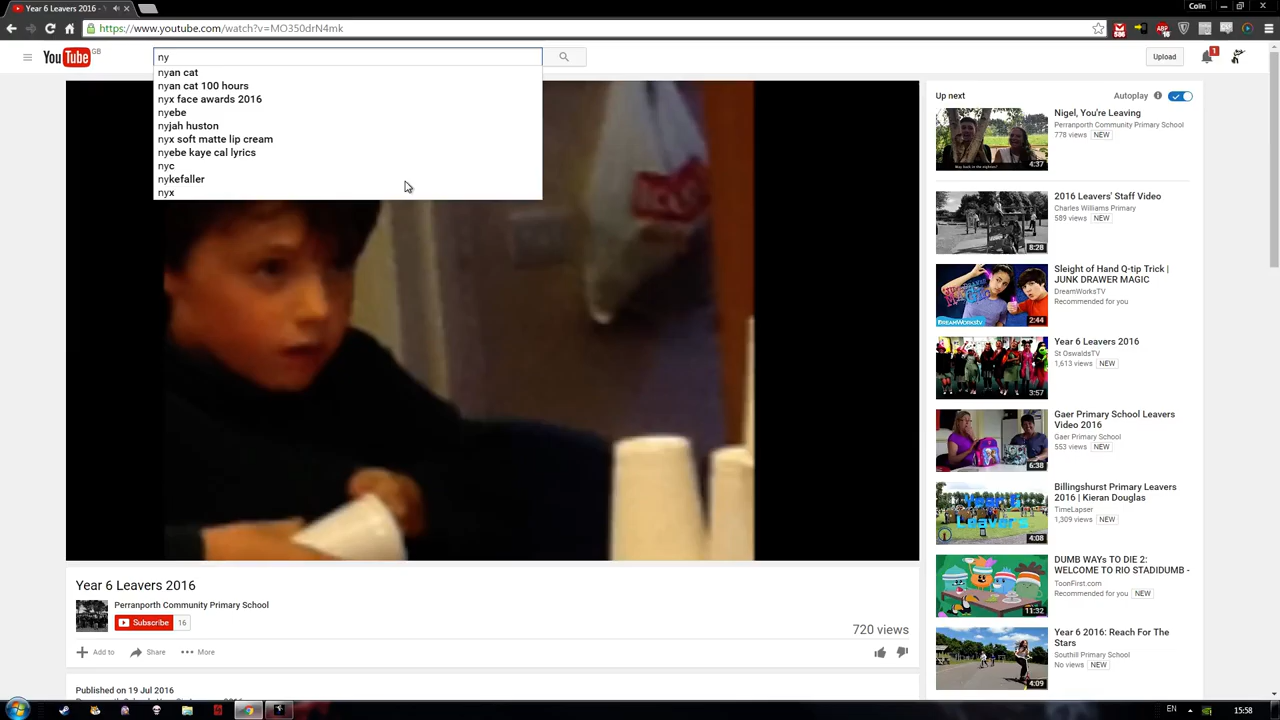 Year 6 Leavers 2016 -
Colin
https://www.youtube.com/watch?v=MO350drN4mk
586
ABP
16
YouTube GB
ny
Upload
1
nyan cat
nyan cat 100 hours
nyx face awards 2016
nyebe
nyjah huston
nyx soft matte lip cream
nyebe kaye cal lyrics
nyc
nykefaller
nyx
Up next
Autoplay
Nigel, You're Leaving
Perranporth Community Primary School
778 views NEW
4:37
2016 Leavers' Staff Video
Charles Williams Primary
589 views NEW
8:28
Sleight of Hand Q-tip Trick |
JUNK DRAWER MAGIC
DreamWorksTV
Recommended for you
DREAMWORKSTV
2:44
Year 6 Leavers 2016
St OswaldsTV
1,613 views NEW
3:57
Gaer Primary School Leavers
Video 2016
Gaer Primary School
553 views NEW
6:38
Billingshurst Primary Leavers
2016 | Kieran Douglas
TimeLapser
1,309 views NEW
Year 6
Leavers
4:08
DUMB WAYs TO DIE 2:
WELCOME TO RIO STADIDUMB -
ToonFirst.com
Recommended for you NEW
11:32
Year 6 2016: Reach For The
Stars
Southill Primary School
No views NEW
4:09
Year 6 Leavers 2016
Perranporth Community Primary School
Subscribe 16
720 views
Add to
Share
More
Published on 19 Jul 2016
EN
15:58